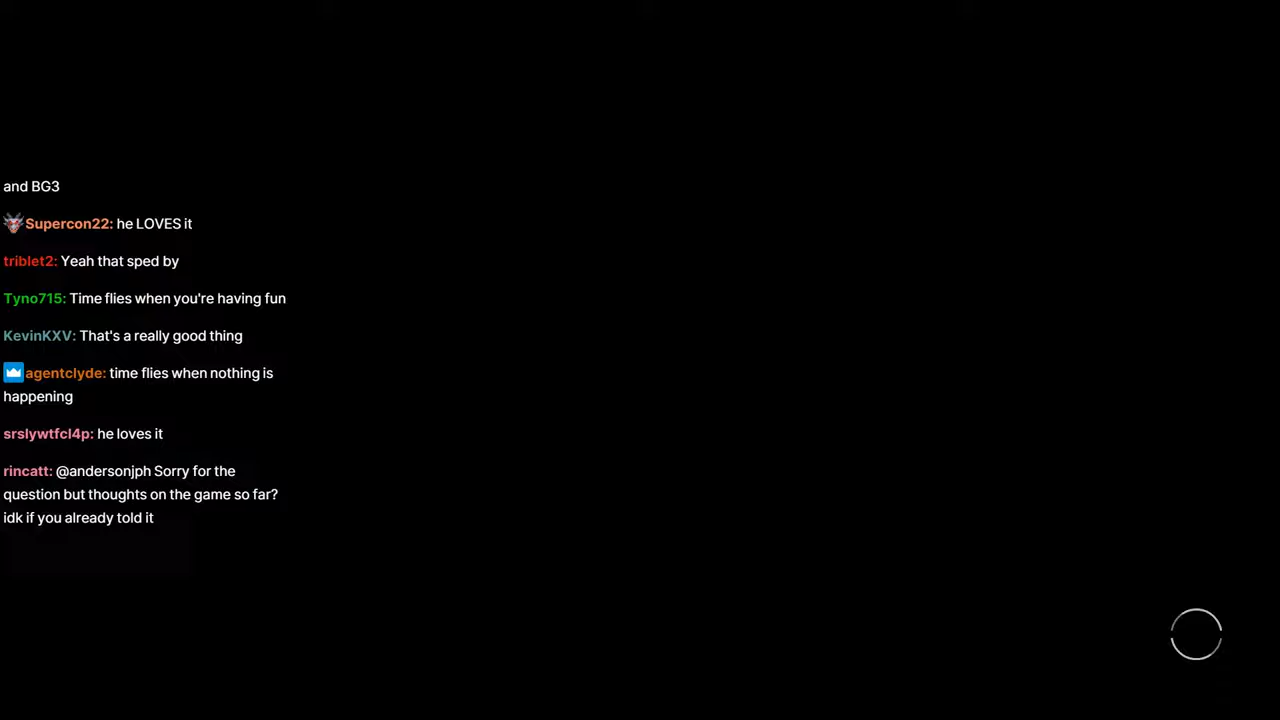 and BG3
Supercon22: he LOVES it
triblet2: Yeah that sped by
Tyno715: Time flies when you're having fun
KevinKXV: That's a really good thing
agentclyde: time flies when nothing is
happening
srslywtfcl4p: he loves it
rincatt: @andersonjph Sorry for the
question but thoughts on the game so far?
idk if you already told it